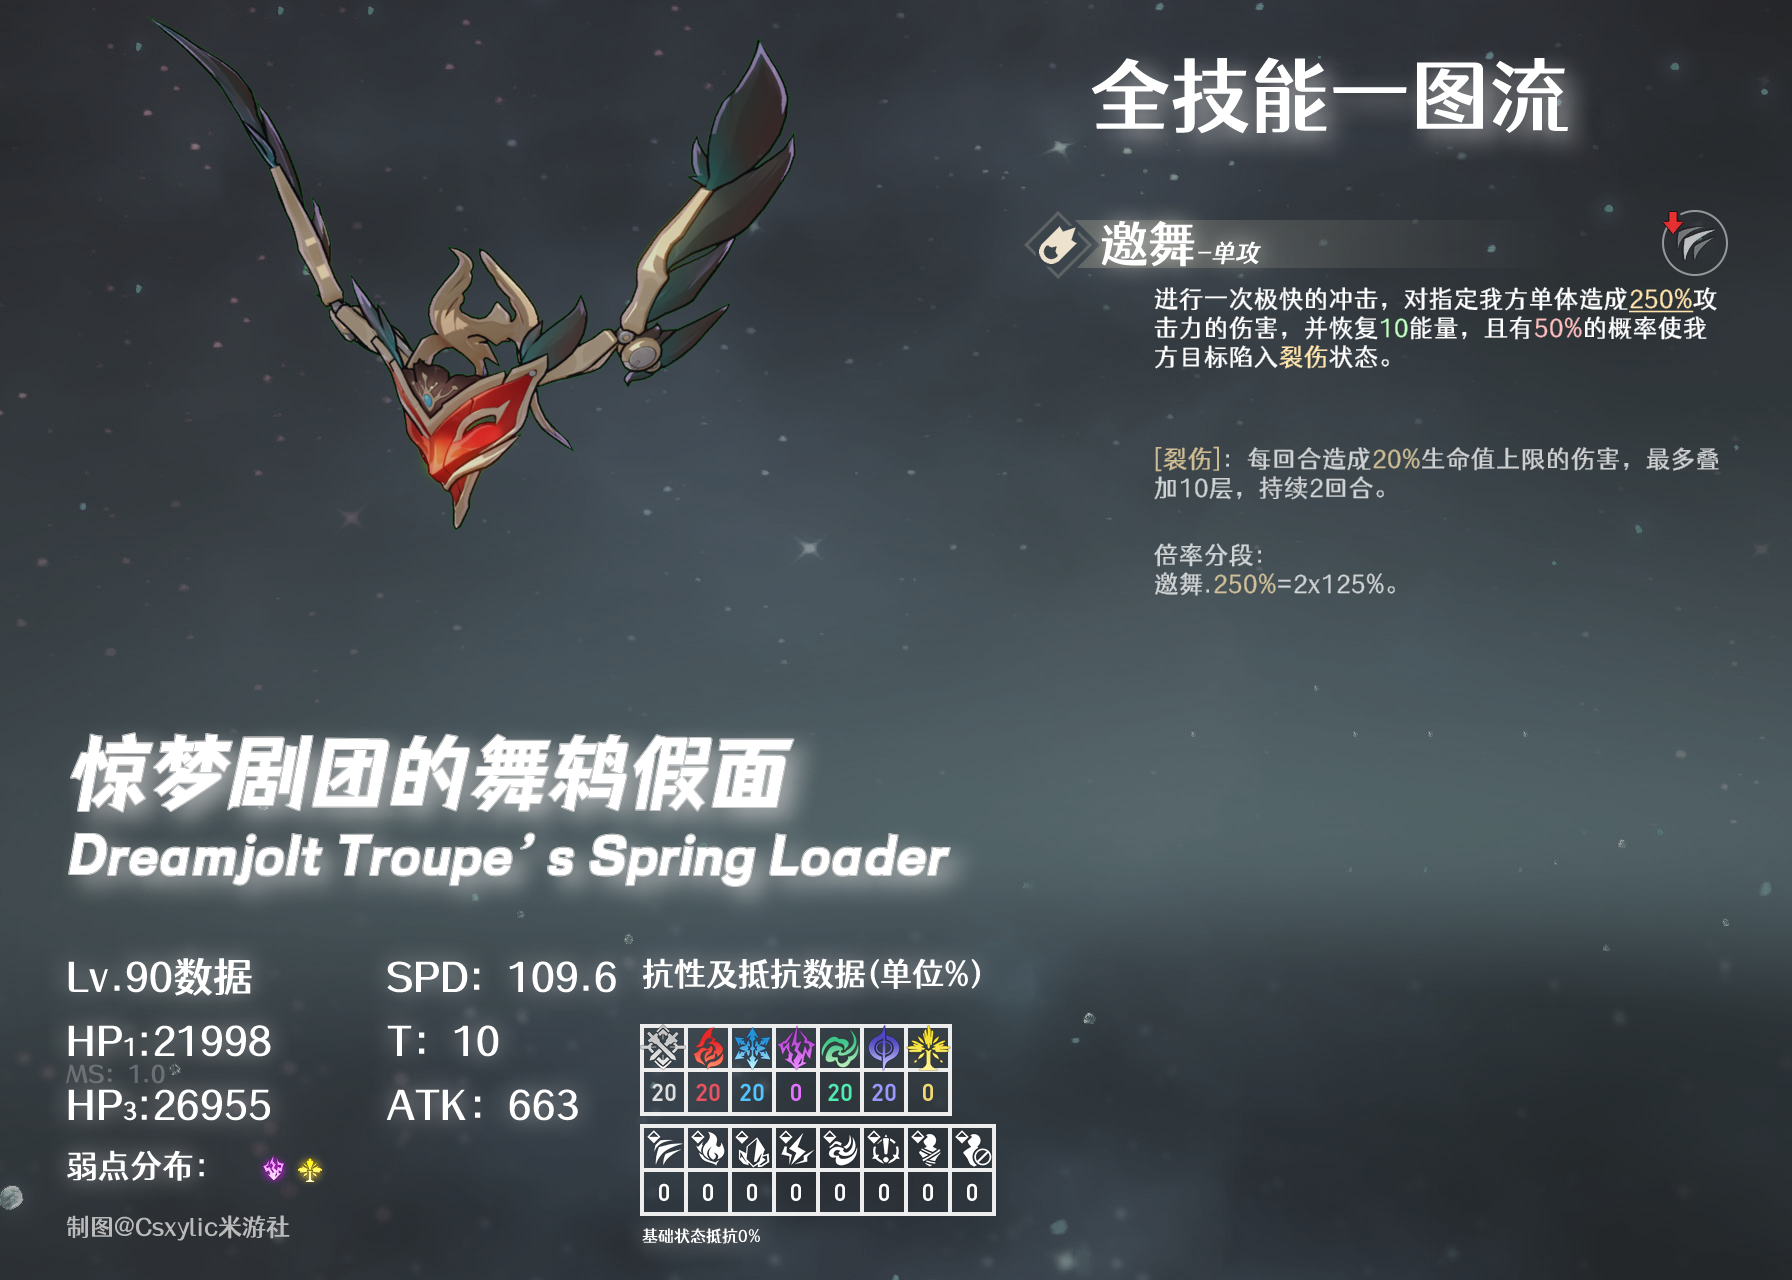 全技能一图流
邀舞-单攻
进行一次极快的冲击，对指定我方单体造成250%攻
击力的伤害，并恢复10能量，且有50%的概率使我
方目标陷入裂伤状态。
[裂伤]：每回合造成20%生命值上限的伤害，最多叠
加10层，持续2回合。
倍率分段：
邀舞.250%=2x125%。
惊梦剧团的舞鸫假面
Dreamjolt Troupe’s Spring Loader
Lv.90数据
SPD：109.6
抗性及抵抗数据(单位%)
HP1:21998
T：10
MS：1.0
HP3:26955
ATK：663
20 20 20 0 20 20 0
弱点分布：
0 0 0 0 0 0 0 0
制图@Csxylic米游社
基础状态抵抗0%